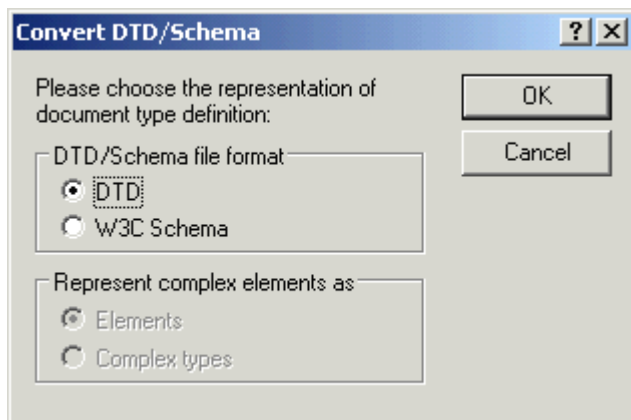 Convert DTD/Schema
Please choose the representation of
document type definition:
OK
Cancel
DTD/Schema file format
DTD
W3C Schema
Represent complex elements as
Elements
Complex types